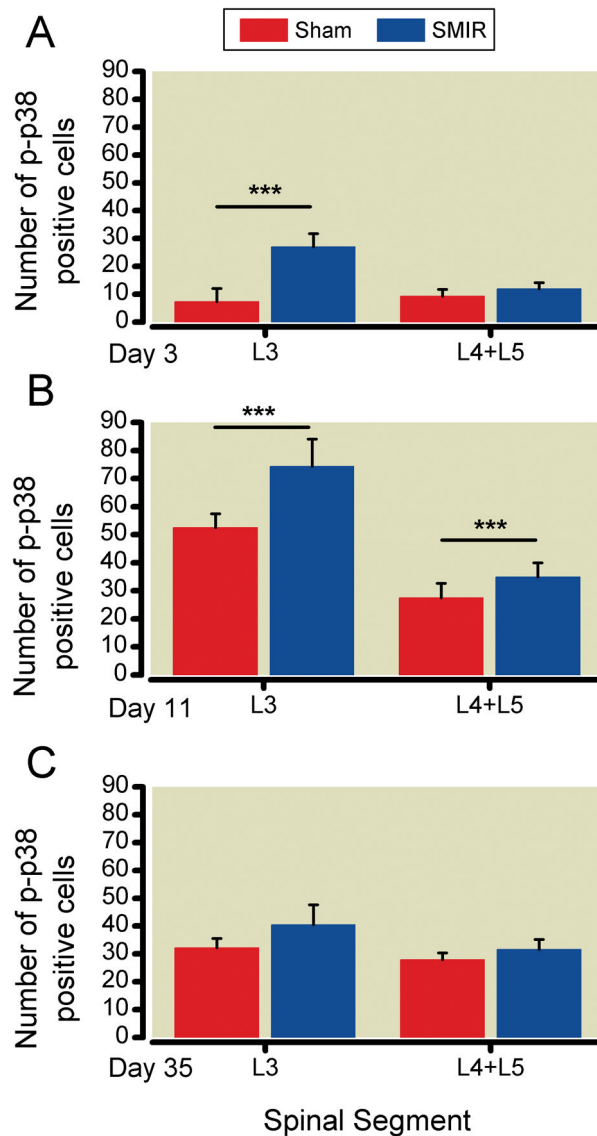 A
Sham
SMIR
Number of p-p38
positive cells
90
80
70
60
50
40
30
20
10
0
***
Day 3
L3
L4+L5
B
Number of p-p38
positive cells
90
80
70
60
50
40
30
20
10
0
***
***
Day 11
L3
L4+L5
C
Number of p-p38
positive cells
90
80
70
60
50
40
30
20
10
0
Day 35
L3
L4+L5
Spinal Segment